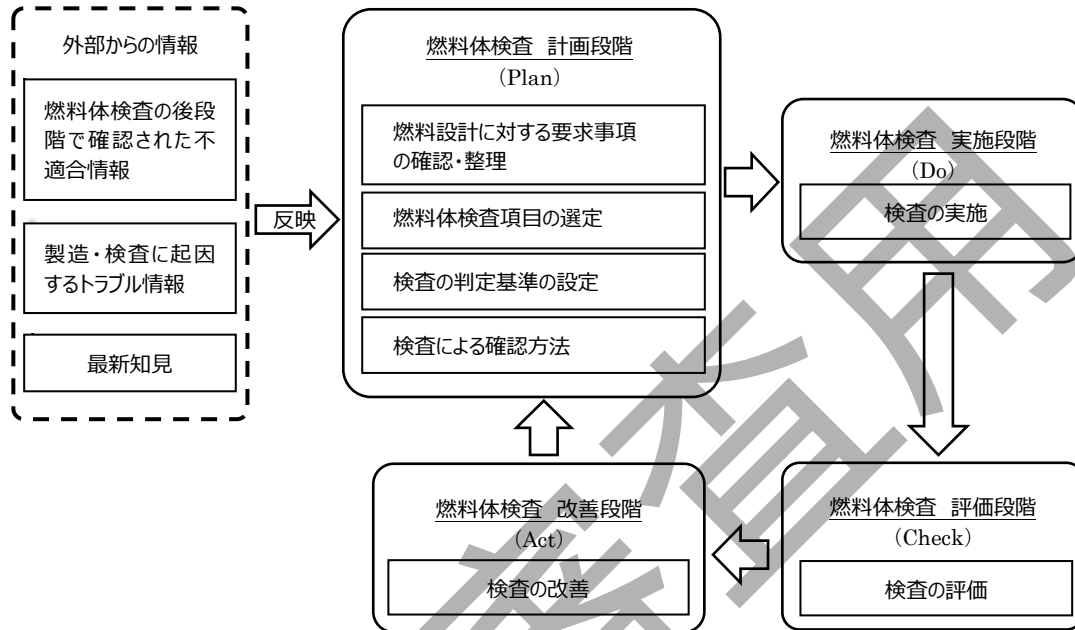 外部からの情報
燃料体検査の後段
階で確認された不
適合情報
製造・検査に起因
するトラブル情報
最新知見
反映
燃料体検査 計画段階
(Plan)
燃料設計に対する要求事項
の確認・整理
燃料体検査項目の選定
検査の判定基準の設定
検査による確認方法
燃料体検査 実施段階
(Do)
検査の実施
燃料体検査 評価段階
(Check)
検査の評価
燃料体検査 改善段階
(Act)
検査の改善
査用